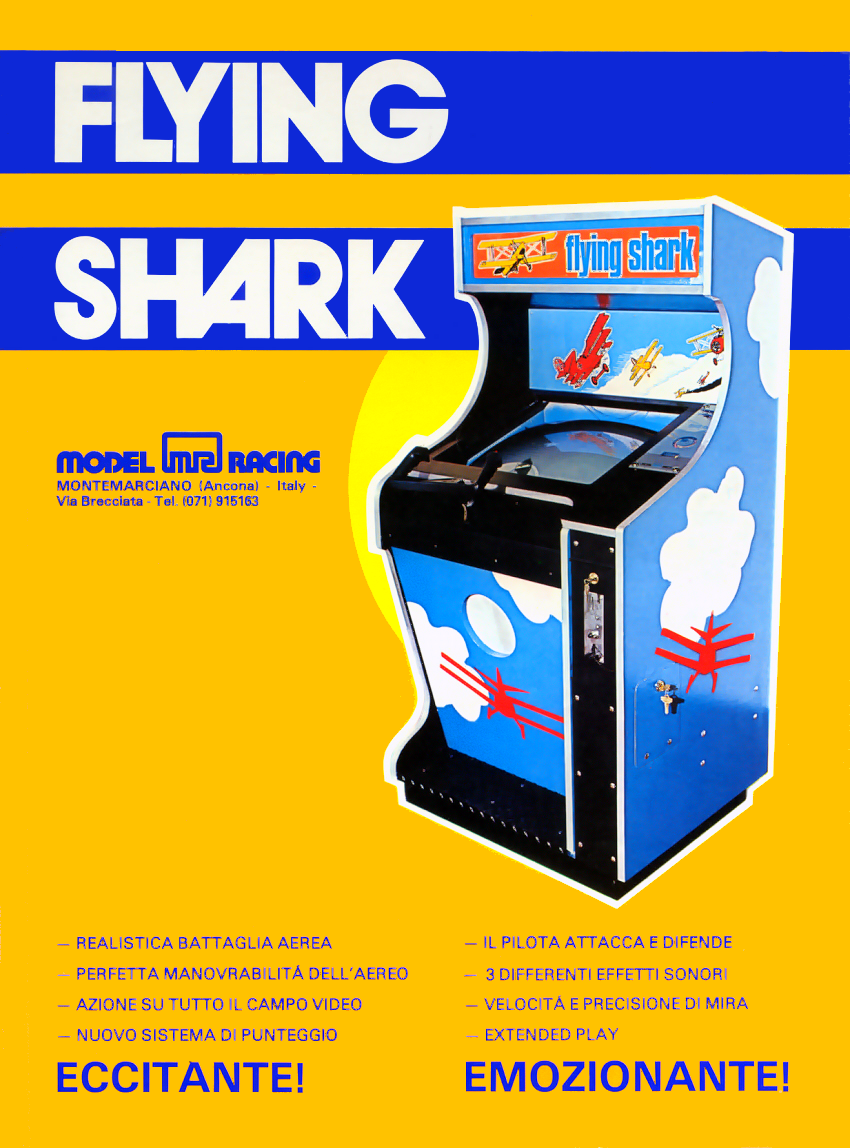 FLYING
SHARK
flying shark
MODEL MR RACING
MONTEMARCIANO (Ancona) - Italy -
Via Brecciata - Tel. (071) 915163
— REALISTICA BATTAGLIA AEREA
— PERFETTA MANOVRABILITÁ DELL'AEREO
— AZIONE SU TUTTO IL CAMPO VIDEO
— NUOVO SISTEMA DI PUNTEGGIO
ECCITANTE!
— IL PILOTA ATTACCA E DIFENDE
— 3 DIFFERENTI EFFETTI SONORI
— VELOCITÁ E PRECISIONE DI MIRA
— EXTENDED PLAY
EMOZIONANTE!